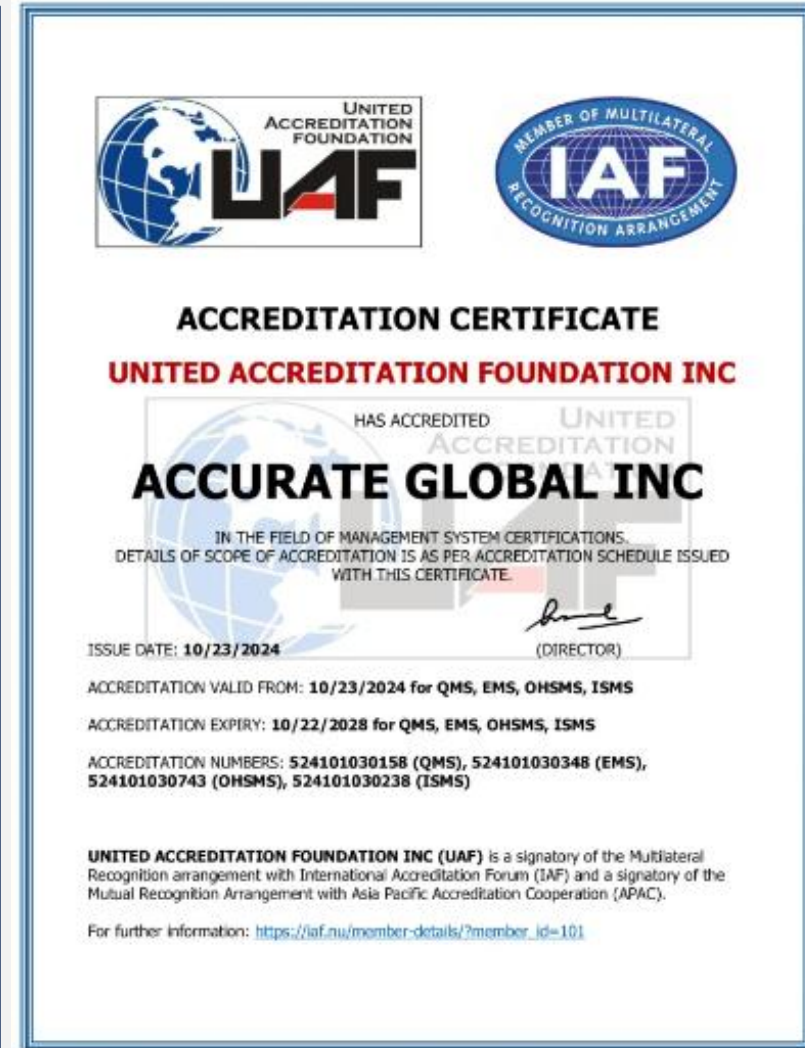 UNITED
ACCREDITATION
FOUNDATION
UAF
MEMBER OF MULTILATERAL
IAF
RECOGNITION ARRANGEMENT
ACCREDITATION CERTIFICATE
UNITED ACCREDITATION FOUNDATION INC
HAS ACCREDITED
UNITED
ACCREDITATION
ACCURATE GLOBAL INC
IN THE FIELD OF MANAGEMENT SYSTEM CERTIFICATIONS.
DETAILS OF SCOPE OF ACCREDITATION IS AS PER ACCREDITATION SCHEDULE ISSUED
WITH THIS CERTIFICATE.
UAF
ISSUE DATE: 10/23/2024
(DIRECTOR)
ACCREDITATION VALID FROM: 10/23/2024 for QMS, EMS, OHSMS, ISMS
ACCREDITATION EXPIRY: 10/22/2028 for QMS, EMS, OHSMS, ISMS
ACCREDITATION NUMBERS: 524101030158 (QMS), 524101030348 (EMS),
524101030743 (OHSMS), 524101030238 (ISMS)
UNITED ACCREDITATION FOUNDATION INC (UAF) is a signatory of the Multilateral
Recognition arrangement with International Accreditation Forum (IAF) and a signatory of the
Mutual Recognition Arrangement with Asia Pacific Accreditation Cooperation (APAC).
For further information: https://iaf.nu/member-details/?member_id=101